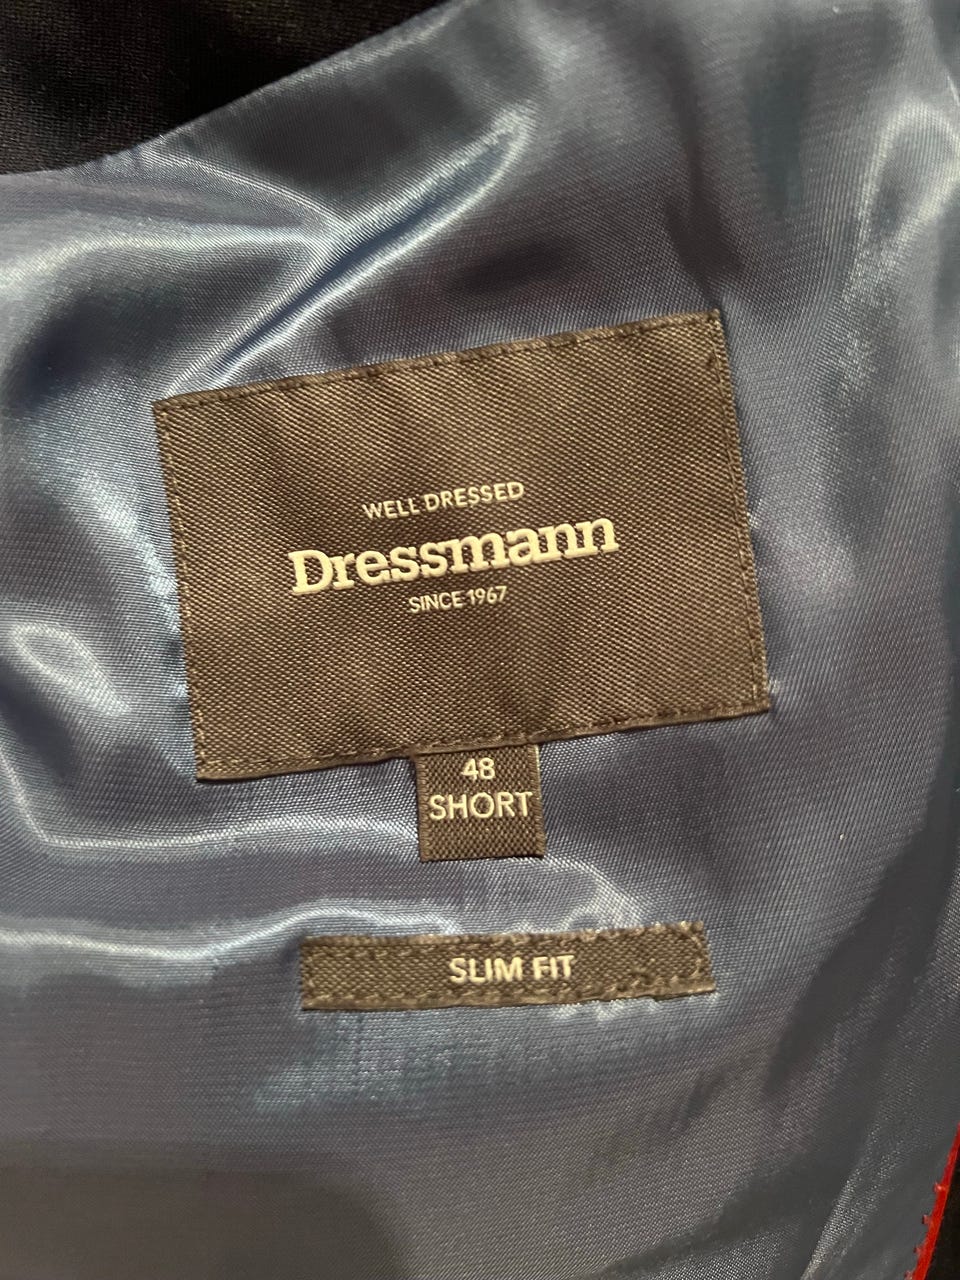 WELL DRESSED
Dressmann
SINCE 1967
48
SHORT
SLIM FIT